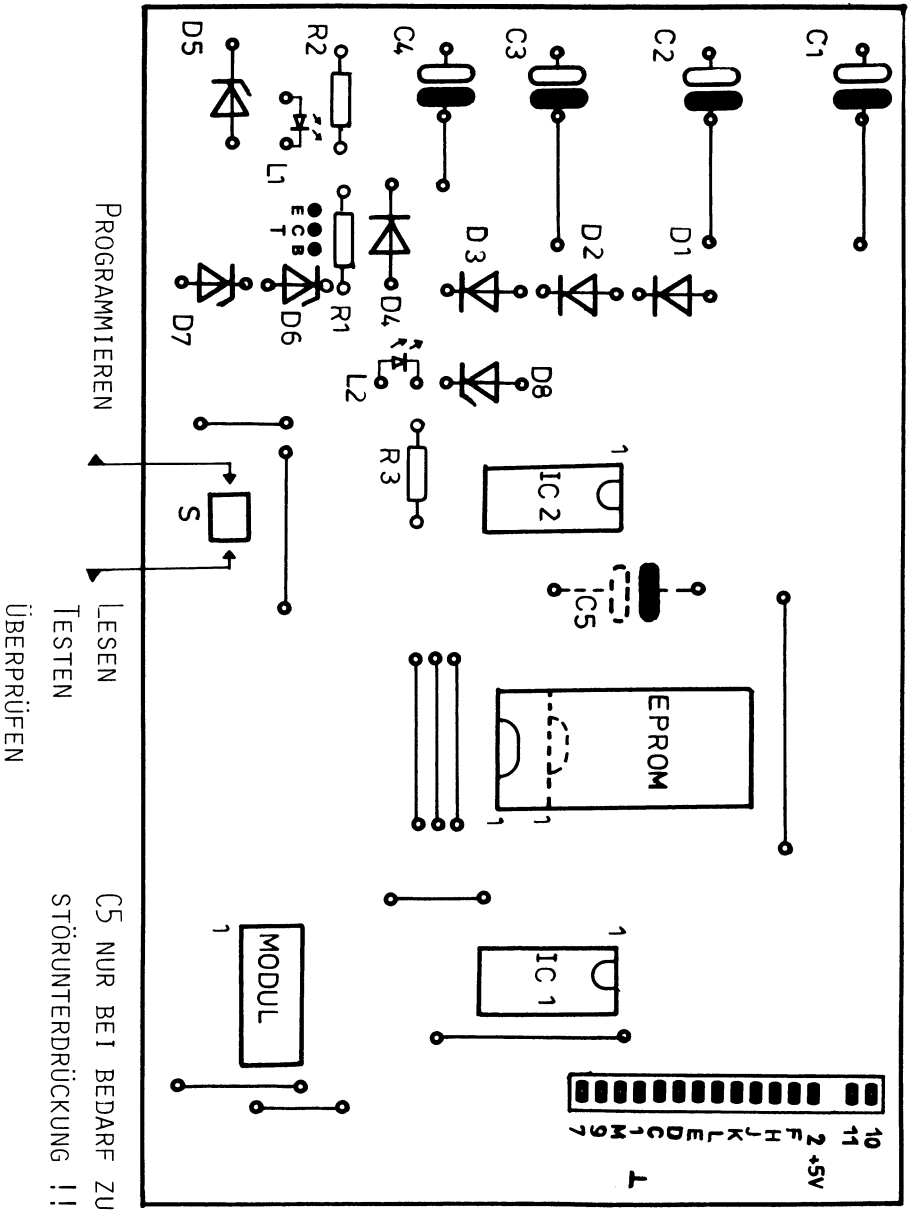 C1
10
11
+5V
2
F
H
J
K
L
E
D
C
1
M
9
7
C2
D1
EPROM
C3
D2
1
IC 2
C5
1
IC 1
D8
1
1
C4
D3
D4
R3
L2
R2
R1
E C B
T
L1
D6
MODUL
1
D5
D7
S
PROGRAMMIEREN
LESEN
TESTEN
ÜBERPRÜFEN
C5 NUR BEI BEDARF ZU
STÖRUNTERDRÜCKUNG !!